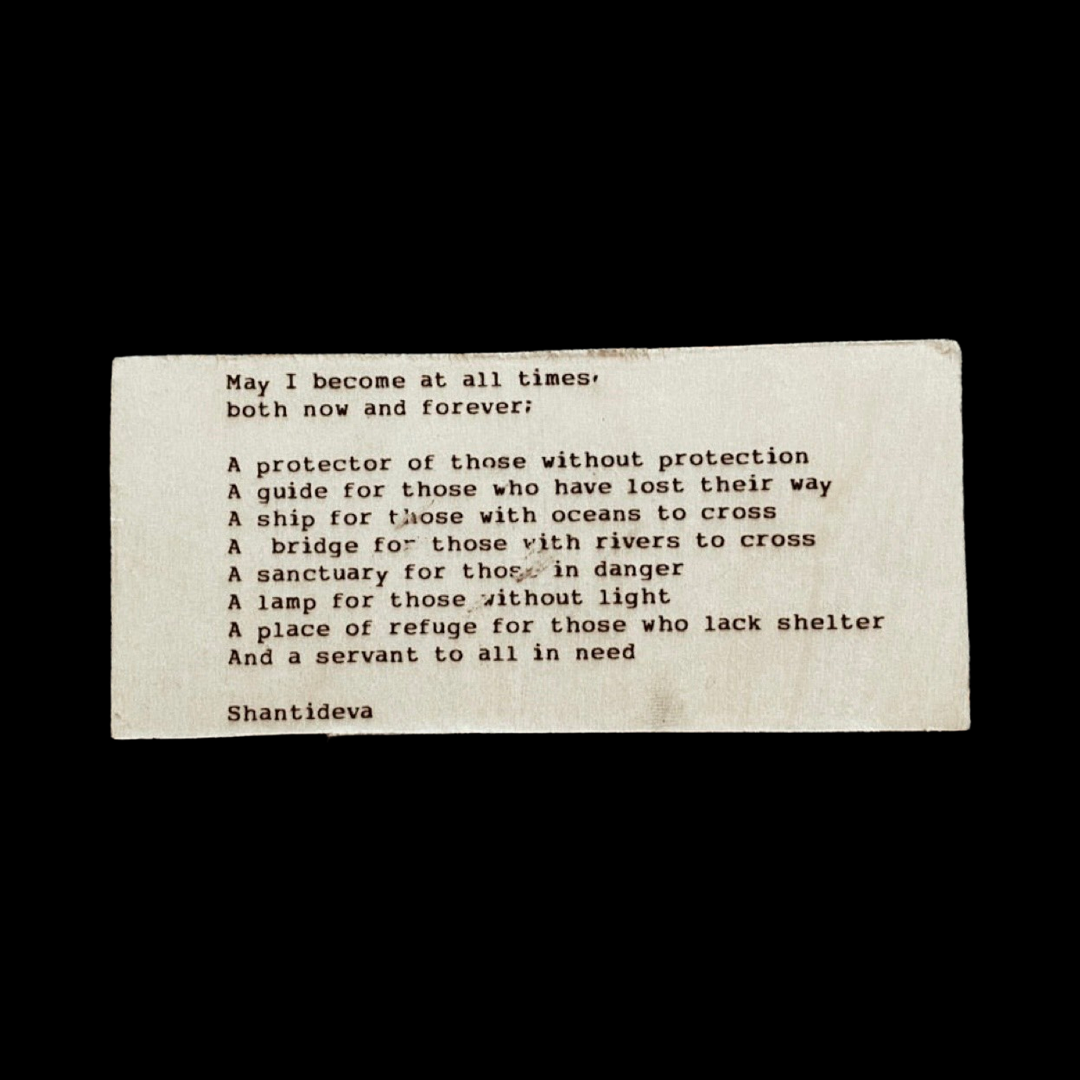 May I become at all times,
both now and forever;
A protector of those without protection
A guide for those who have lost their way
A ship for those with oceans to cross
A bridge for those with rivers to cross
A sanctuary for those in danger
A lamp for those without light
A place of refuge for those who lack shelter
And a servant to all in need
Shantideva